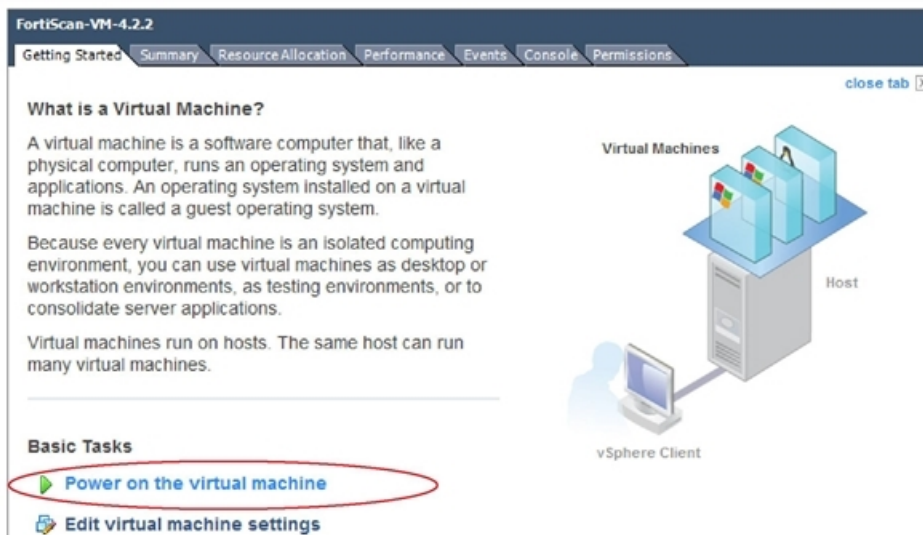 FortiScan-VM-4.2.2
Getting Started Summary Resource Allocation Performance Events Console Permissions
close tab
What is a Virtual Machine?
A virtual machine is a software computer that, like a
physical computer, runs an operating system and
applications. An operating system installed on a virtual
machine is called a guest operating system.
Because every virtual machine is an isolated computing
environment, you can use virtual machines as desktop or
workstation environments, as testing environments, or to
consolidate server applications.
Virtual machines run on hosts. The same host can run
many virtual machines.
Virtual Machines
Host
vSphere Client
Basic Tasks
Power on the virtual machine
Edit virtual machine settings